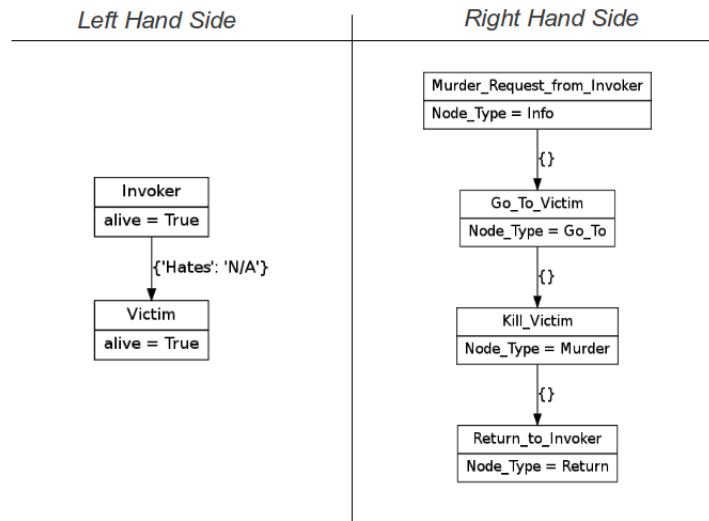 Left Hand Side
Invoker
alive = True
{'Hates': 'N/A'}
Victim
alive = True
Right Hand Side
Murder_Request_from_Invoker
Node_Type = Info
{}
Go_To_Victim
Node_Type = Go_To
{}
Kill_Victim
Node_Type = Murder
{}
Return_to_Invoker
Node_Type = Return